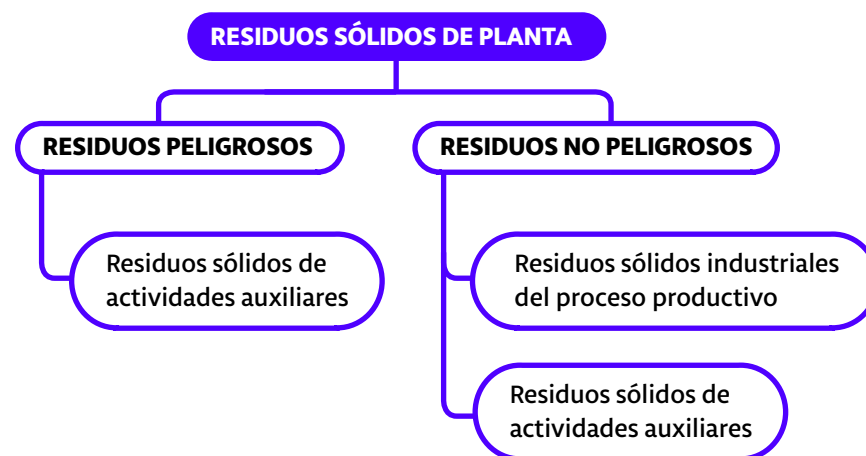 RESIDUOS SÓLIDOS DE PLANTA
RESIDUOS PELIGROSOS
RESIDUOS NO PELIGROSOS
Residuos sólidos de
actividades auxiliares
Residuos sólidos industriales
del proceso productivo
Residuos sólidos de
actividades auxiliares